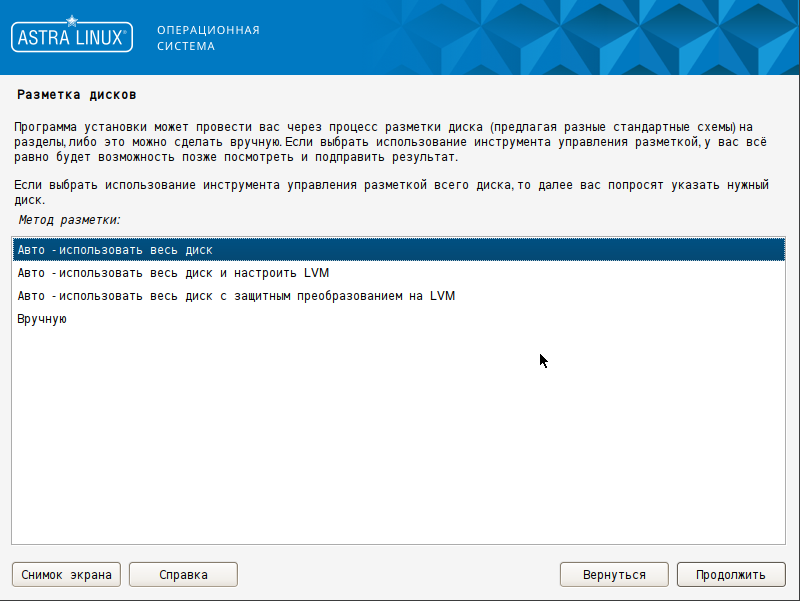 ASTRA LINUX®
ОПЕРАЦИОННАЯ
СИСТЕМА
Разметка дисков
Программа установки может провести вас через процесс разметки диска (предлагая разные стандартные схемы) на
разделы, либо это можно сделать вручную. Если выбрать использование инструмента управления разметкой, у вас всё
равно будет возможность позже посмотреть и подправить результат.
Если выбрать использование инструмента управления разметкой всего диска, то далее вас попросят указать нужный
диск.
Метод разметки:
Авто - использовать весь диск
Авто - использовать весь диск и настроить LVM
Авто - использовать весь диск с защитным преобразованием на LVM
Вручную
Снимок экрана
Справка
Вернуться
Продолжить